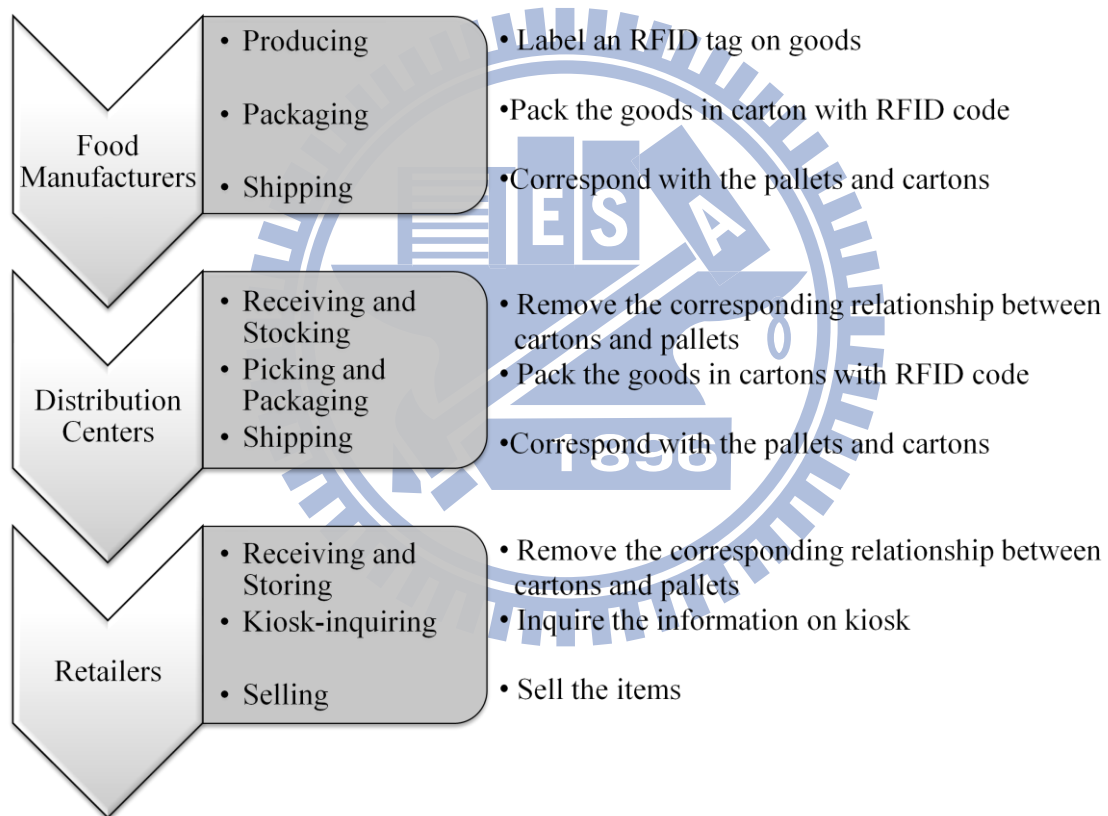 Food
Manufacturers
• Producing
• Label an RFID tag on goods
• Packaging
•Pack the goods in carton with RFID code
• Shipping
•Correspond with the pallets and cartons
Distribution
Centers
• Receiving and
Stocking
• Remove the corresponding relationship between
cartons and pallets
• Picking and
Packaging
• Pack the goods in cartons with RFID code
• Shipping
•Correspond with the pallets and cartons
Retailers
• Receiving and
Storing
• Remove the corresponding relationship between
cartons and pallets
• Kiosk-inquiring
• Inquire the information on kiosk
• Selling
• Sell the items
ESA
1896